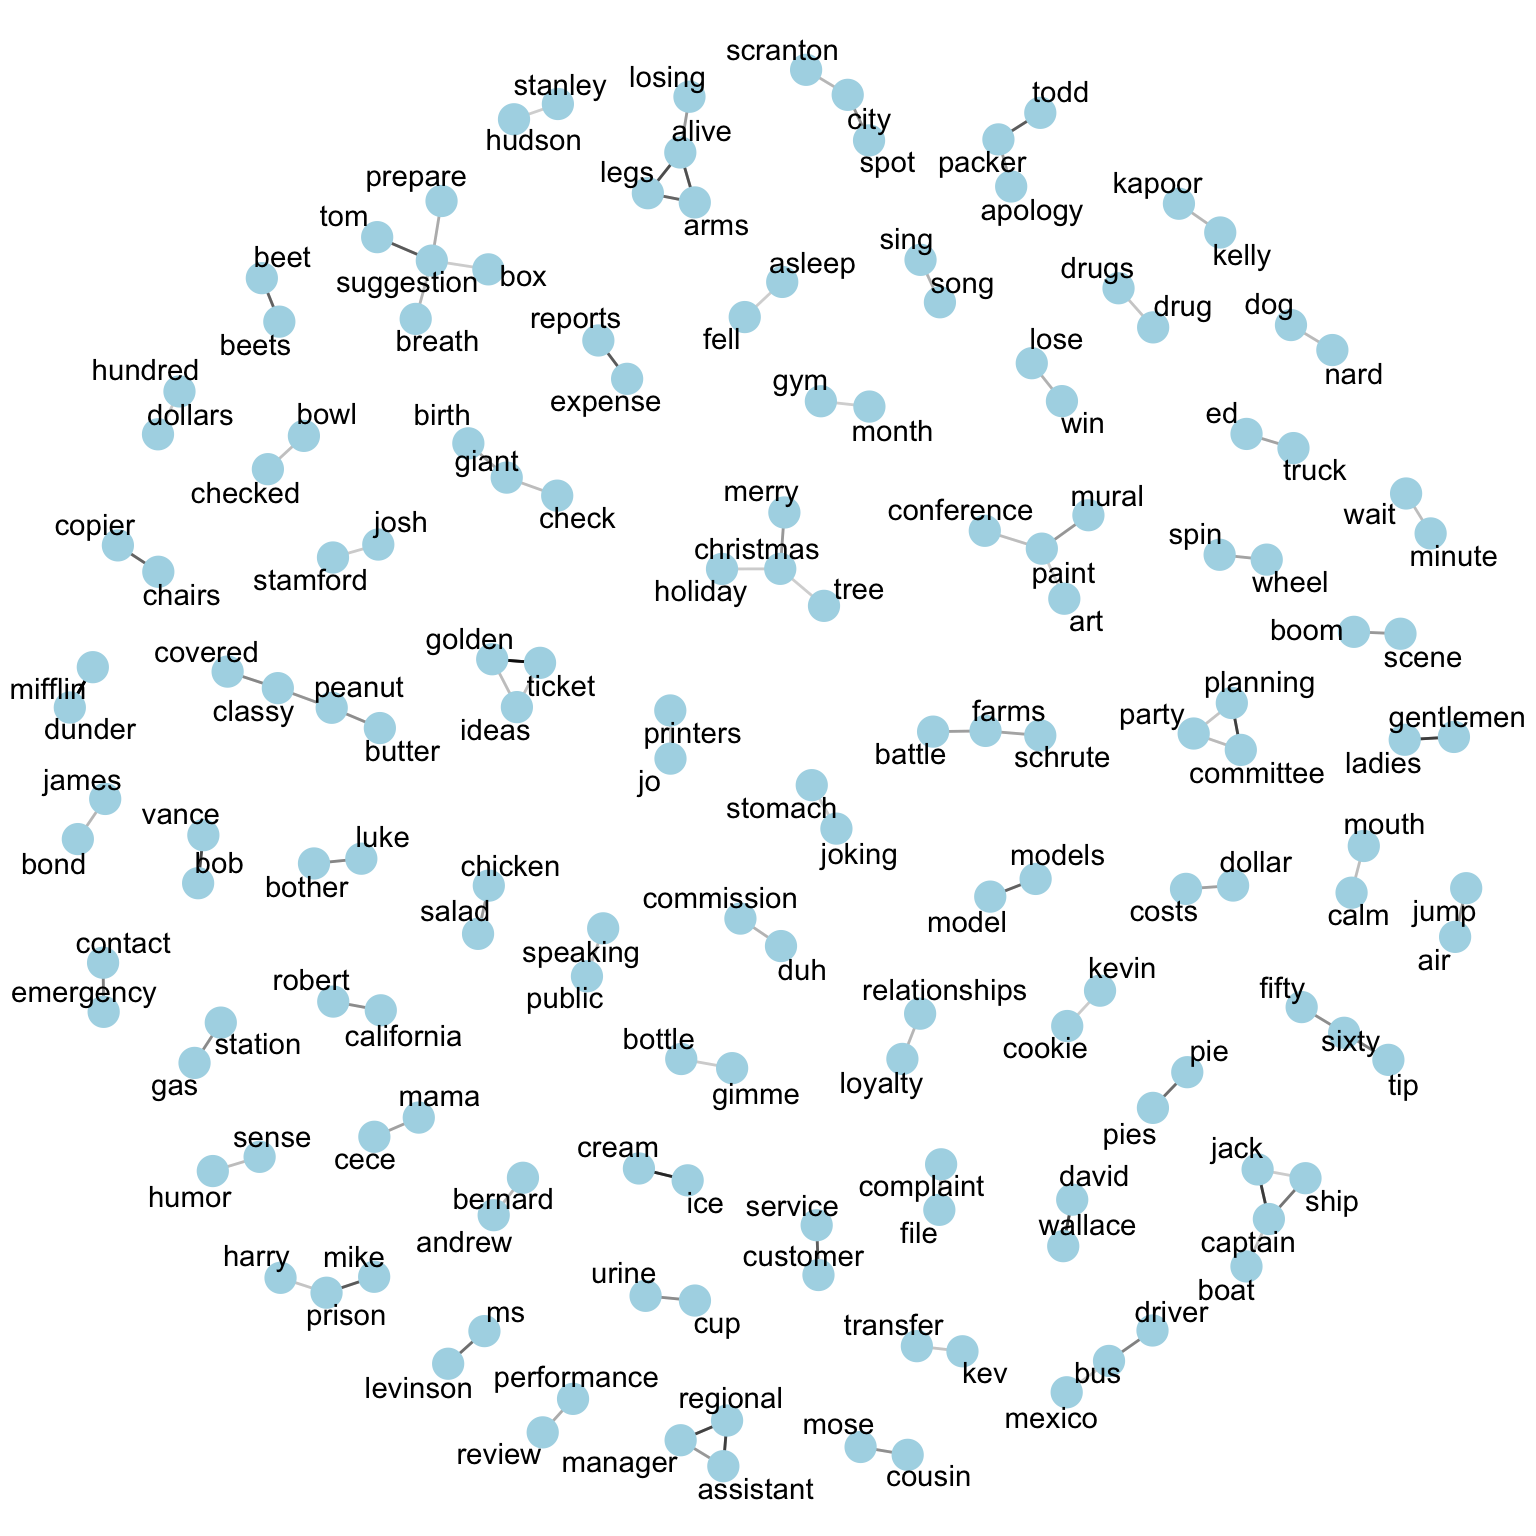 scranton
losing
stanley
todd
city
alive
hudson
spot
packer
legs
prepare
kapoor
apology
tom
arms
sing
kelly
beet
asleep
drugs
box
suggestion
song
drug
dog
reports
fell
lose
breath
beets
hundred
gym
nard
expense
dollars
bowl
birth
ed
win
month
giant
truck
checked
merry
mural
conference
wait
check
copier
josh
spin
christmas
minute
paint
stamford
wheel
holiday
tree
chairs
art
boom
golden
covered
scene
planning
mifflin
peanut
ticket
classy
farms
party
gentlemen
dunder
ideas
printers
butter
battle
schrute
ladies
committee
james
jo
stomach
vance
mouth
luke
joking
models
bond
bob
chicken
dollar
bother
commission
salad
costs
jump
calm
model
contact
speaking
air
duh
kevin
robert
emergency
public
relationships
fifty
california
station
bottle
sixty
cookie
pie
gas
loyalty
tip
gimme
mama
sense
pies
cream
jack
cece
david
complaint
humor
bernard
ice
service
ship
wallace
file
andrew
captain
harry
mike
customer
urine
boat
prison
ms
driver
cup
transfer
performance
bus
kev
levinson
regional
mexico
mose
review
manager
cousin
assistant